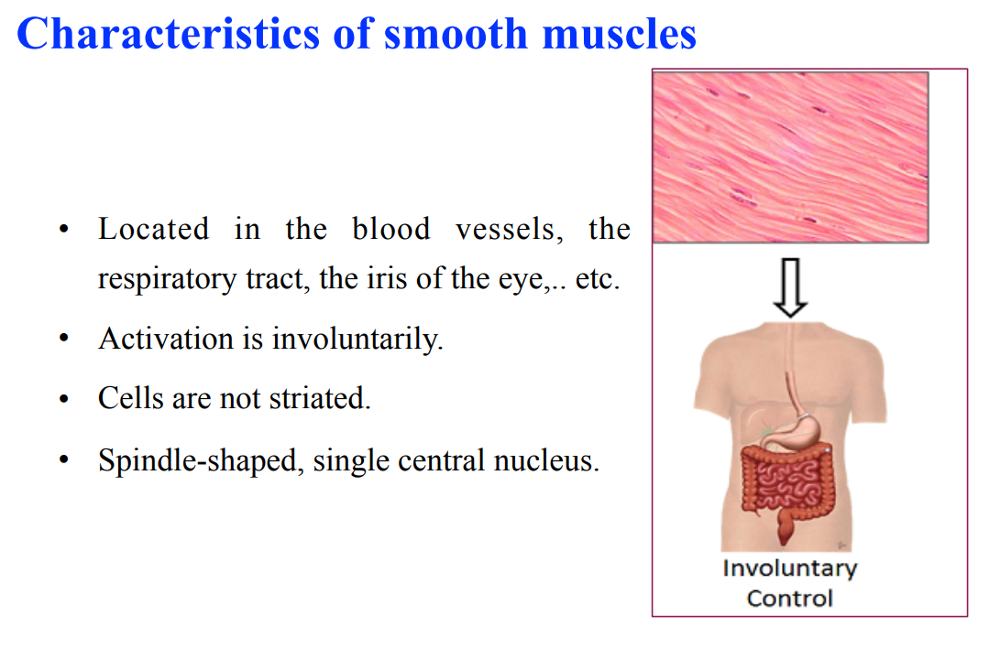 Characteristics of smooth muscles
• Located in the blood vessels, the
respiratory tract, the iris of the eye,.. etc.
• Activation is involuntarily.
• Cells are not striated.
• Spindle-shaped, single central nucleus.
Involuntary
Control